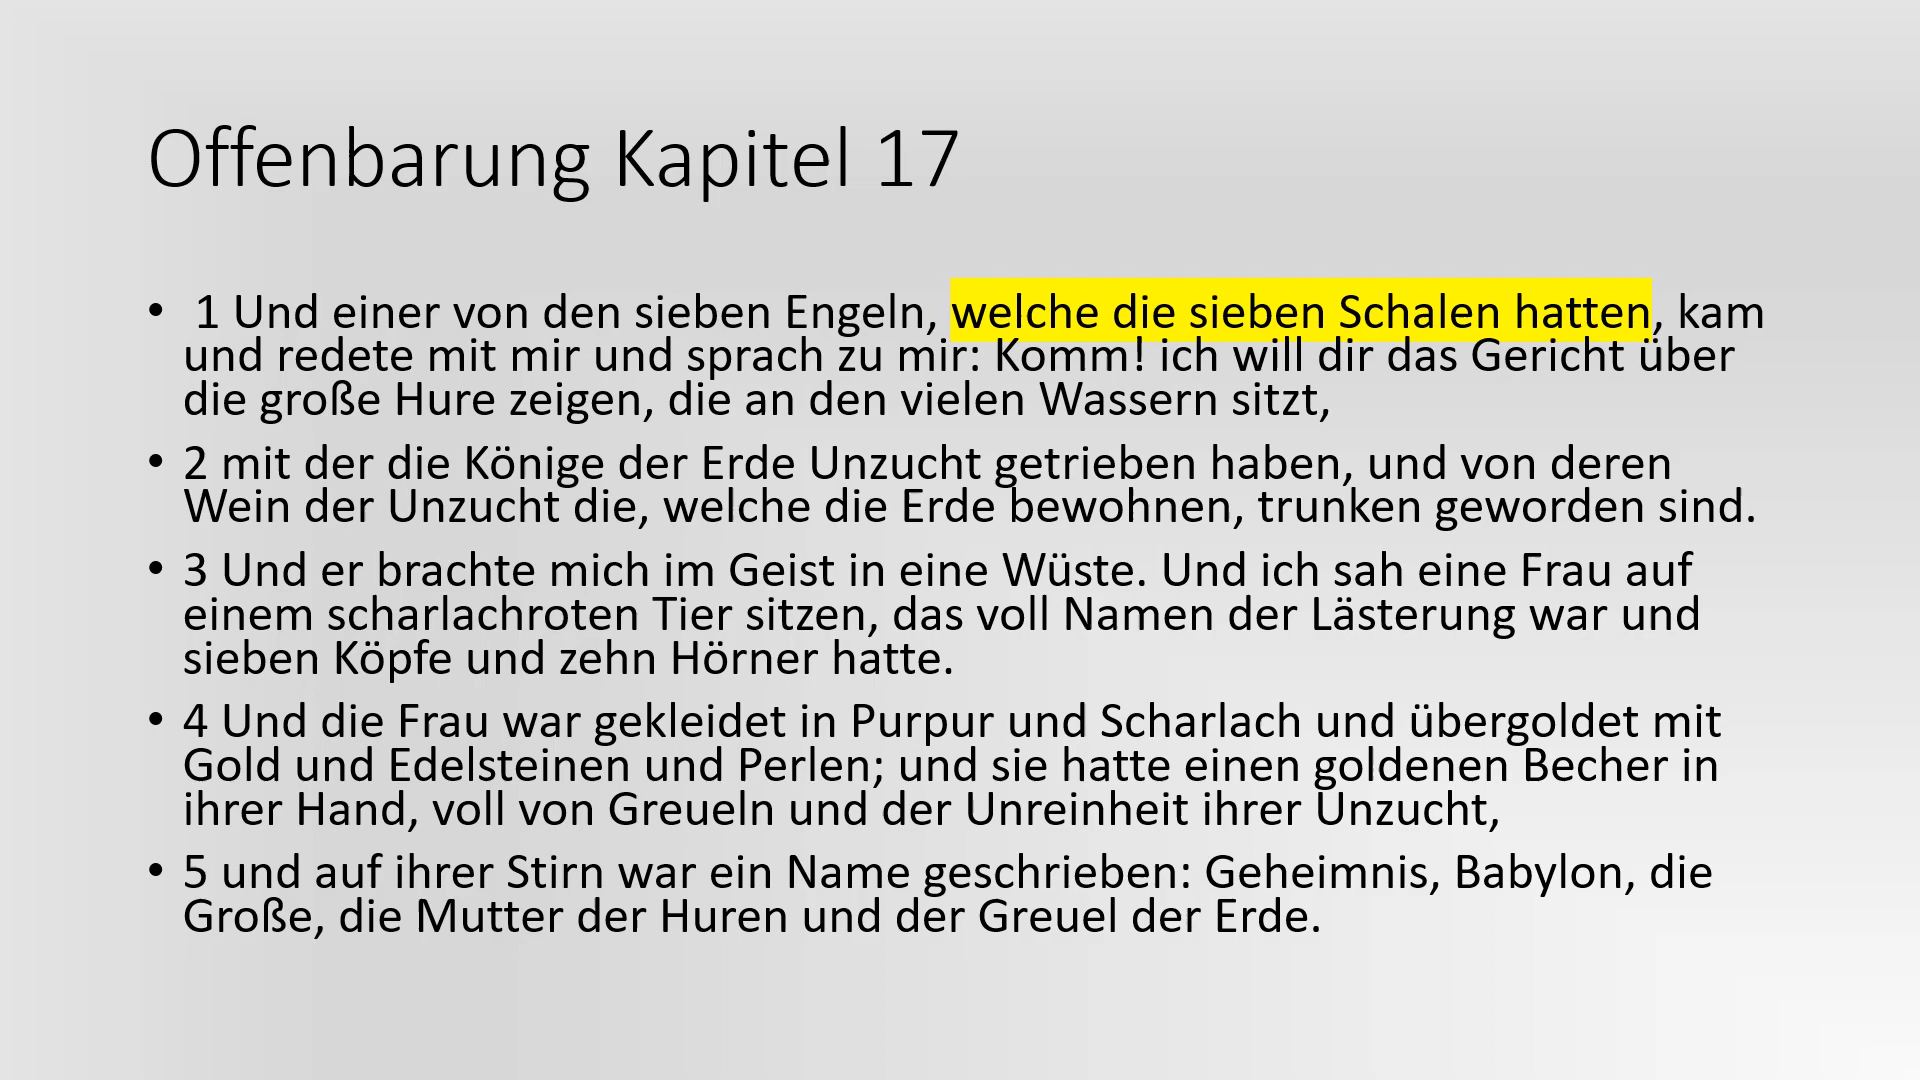 Offenbarung Kapitel 17
• 1 Und einer von den sieben Engeln, welche die sieben Schalen hatten, kam
und redete mit mir und sprach zu mir: Komm! ich will dir das Gericht über
die große Hure zeigen, die an den vielen Wassern sitzt,
• 2 mit der die Könige der Erde Unzucht getrieben haben, und von deren
Wein der Unzucht die, welche die Erde bewohnen, trunken geworden sind.
• 3 Und er brachte mich im Geist in eine Wüste. Und ich sah eine Frau auf
einem scharlachroten Tier sitzen, das voll Namen der Lästerung war und
sieben Köpfe und zehn Hörner hatte.
• 4 Und die Frau war gekleidet in Purpur und Scharlach und übergoldet mit
Gold und Edelsteinen und Perlen; und sie hatte einen goldenen Becher in
ihrer Hand, voll von Greueln und der Unreinheit ihrer Unzucht,
• 5 und auf ihrer Stirn war ein Name geschrieben: Geheimnis, Babylon, die
Große, die Mutter der Huren und der Greuel der Erde.